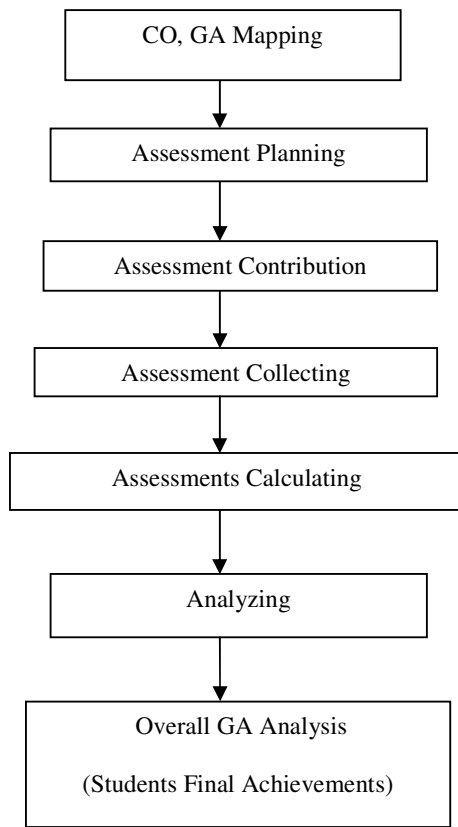 CO, GA Mapping
Assessment Planning
Assessment Contribution
Assessment Collecting
Assessments Calculating
Analyzing
Overall GA Analysis
(Students Final Achievements)